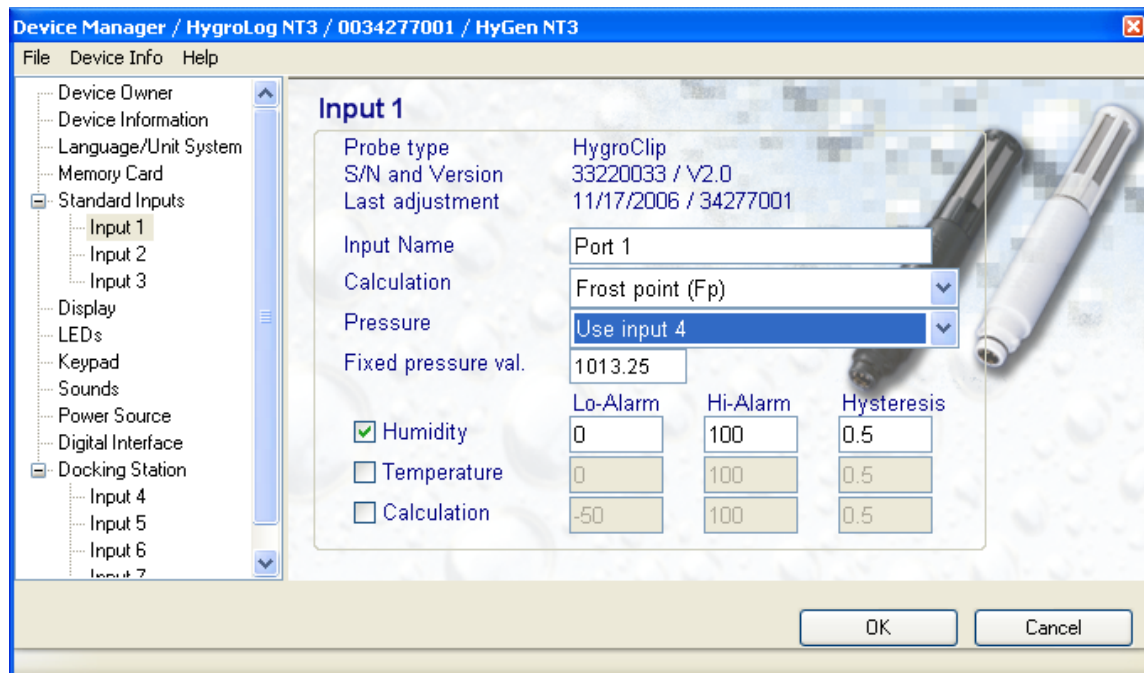 Device Manager / HygroLog NT3 / 0034277001 / HyGen NT3
File Device Info Help
Device Owner
Device Information
Language/Unit System
Memory Card
Standard Inputs
Input 1
Input 2
Input 3
Display
LEDs
Keypad
Sounds
Power Source
Digital Interface
Docking Station
Input 4
Input 5
Input 6
Input 7
Input 1
Probe type HygroClip
S/N and Version 33220033 / V2.0
Last adjustment 11/17/2006 / 34277001
Input Name Port 1
Calculation Frost point (Fp)
Pressure Use input 4
Fixed pressure val. 1013.25
Lo-Alarm Hi-Alarm Hysteresis
Humidity 0 100 0.5
Temperature 0 100 0.5
Calculation -50 100 0.5
OK Cancel